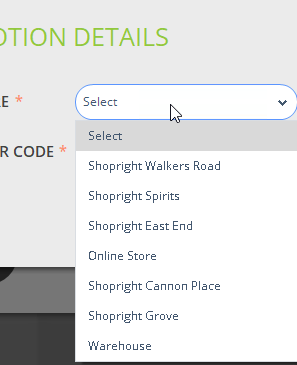 OTION DETAILS
RE *
Select
Select
R CODE *
Shopright Walkers Road
Shopright Spirits
Shopright East End
Online Store
Shopright Cannon Place
Shopright Grove
Warehouse